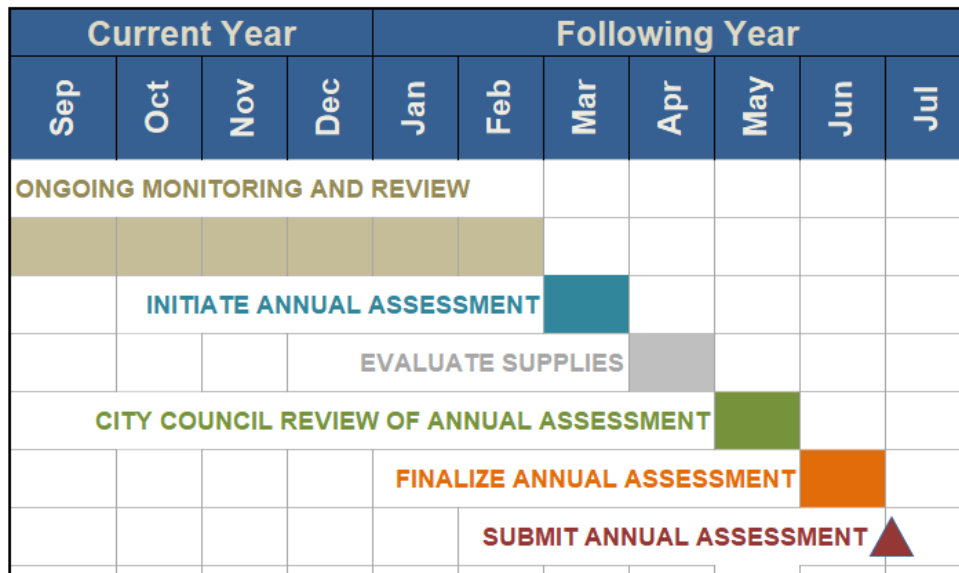 Current Year Following Year
Sep Oct Nov Dec Jan Feb Mar Apr May Jun Jul
ONGOING MONITORING AND REVIEW
INITIATE ANNUAL ASSESSMENT
EVALUATE SUPPLIES
CITY COUNCIL REVIEW OF ANNUAL ASSESSMENT
FINALIZE ANNUAL ASSESSMENT
SUBMIT ANNUAL ASSESSMENT